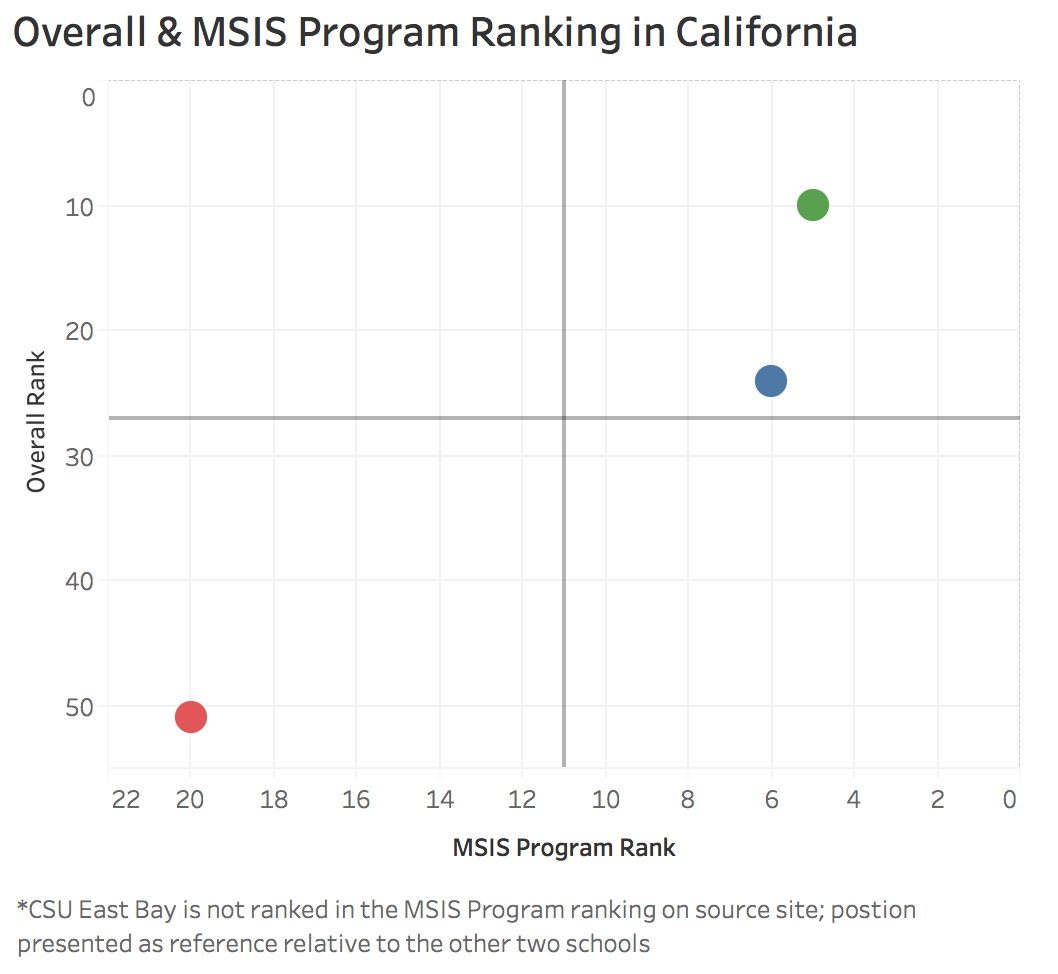 Overall & MSIS Program Ranking in California
0
10
20
30
40
50
Overall Rank
22 20 18 16 14 12 10 8 6 4 2 0
MSIS Program Rank
*CSU East Bay is not ranked in the MSIS Program ranking on source site; postion
presented as reference relative to the other two schools